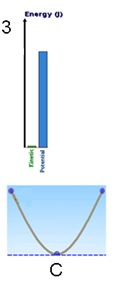 Energy (J)
3
Kinetic
Potential
C